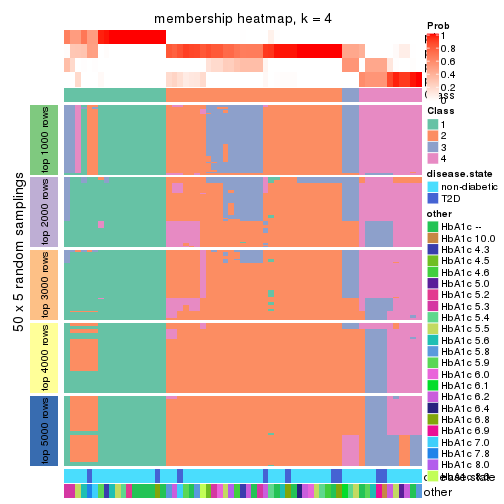 membership heatmap, k = 4
50 x 5 random samplings
top 1000 rows
top 2000 rows
top 3000 rows
top 4000 rows
top 5000 rows
Prob
1
0.8
0.6
0.4
0.2
0
Class
1
2
3
4
disease.state
non-diabetic
T2D
other
HbA1c --
HbA1c 10.0
HbA1c 4.3
HbA1c 4.5
HbA1c 4.6
HbA1c 5.0
HbA1c 5.2
HbA1c 5.3
HbA1c 5.4
HbA1c 5.5
HbA1c 5.6
HbA1c 5.8
HbA1c 5.9
HbA1c 6.0
HbA1c 6.1
HbA1c 6.2
HbA1c 6.4
HbA1c 6.8
HbA1c 6.9
HbA1c 7.0
HbA1c 7.8
HbA1c 8.0
disease.state
other